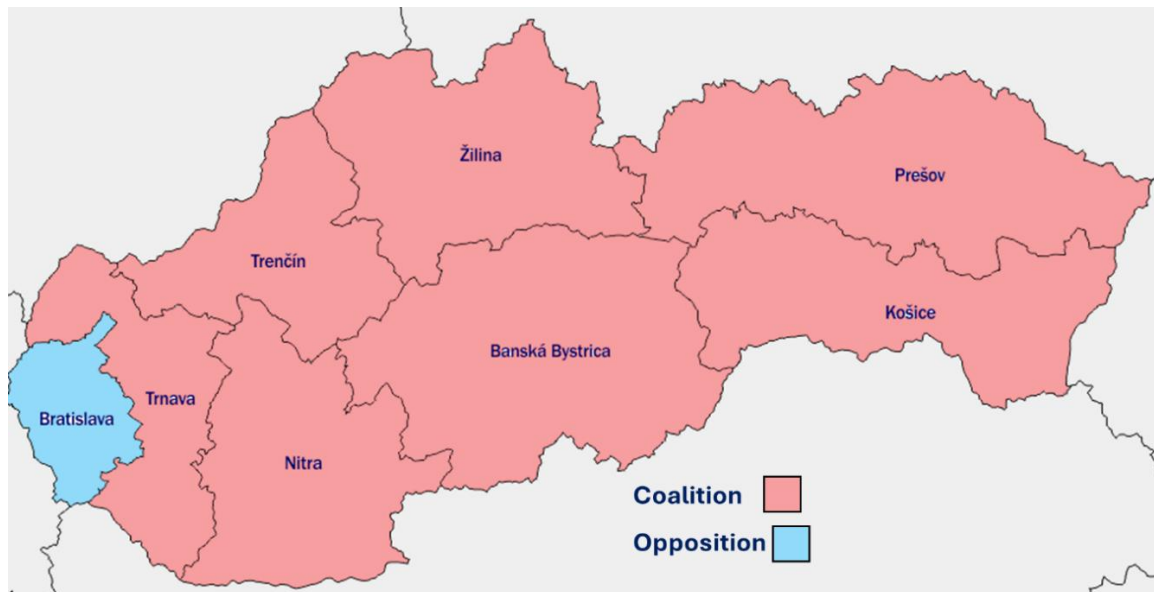 Žilina
Prešov
Trenčín
Košice
Banská Bystrica
Trnava
Bratislava
Nitra
Coalition
Opposition